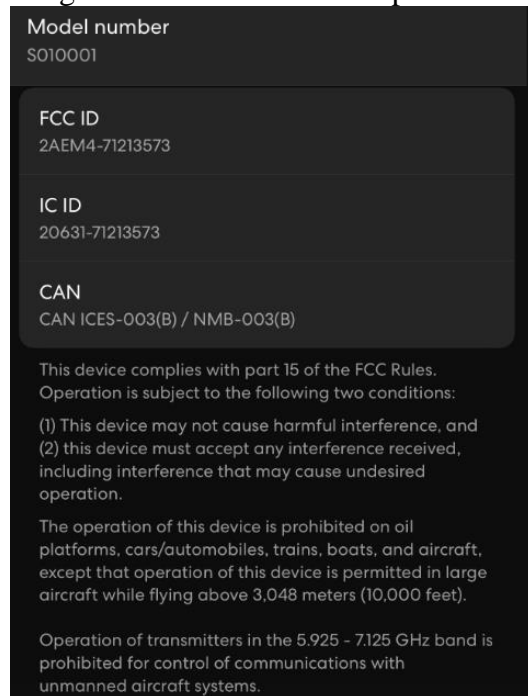 Model number
S010001
FCC ID
2AEM4-71213573
IC ID
20631-71213573
CAN
CAN ICES-003(B) / NMB-003(B)
This device complies with part 15 of the FCC Rules.
Operation is subject to the following two conditions:
(1) This device may not cause harmful interference, and
(2) this device must accept any interference received,
including interference that may cause undesired
operation.
The operation of this device is prohibited on oil
platforms, cars/automobiles, trains, boats, and aircraft,
except that operation of this device is permitted in large
aircraft while flying above 3,048 meters (10,000 feet).
Operation of transmitters in the 5.925 - 7.125 GHz band is
prohibited for control of communications with
unmanned aircraft systems.